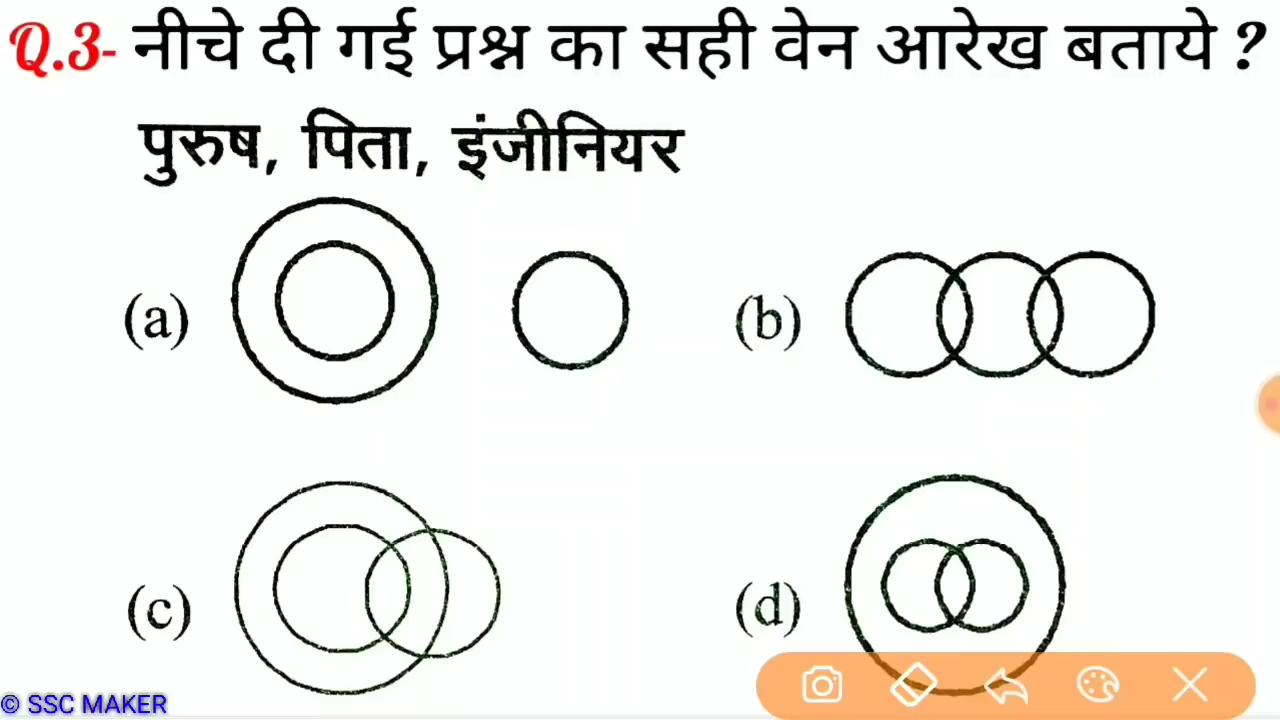 Q.3- नीचे दी गई प्रश्न का सही वेन आरेख बताये ?
पुरुष, पिता, इंजीनियर
(a)
(b)
(c)
(d)
© SSC MAKER